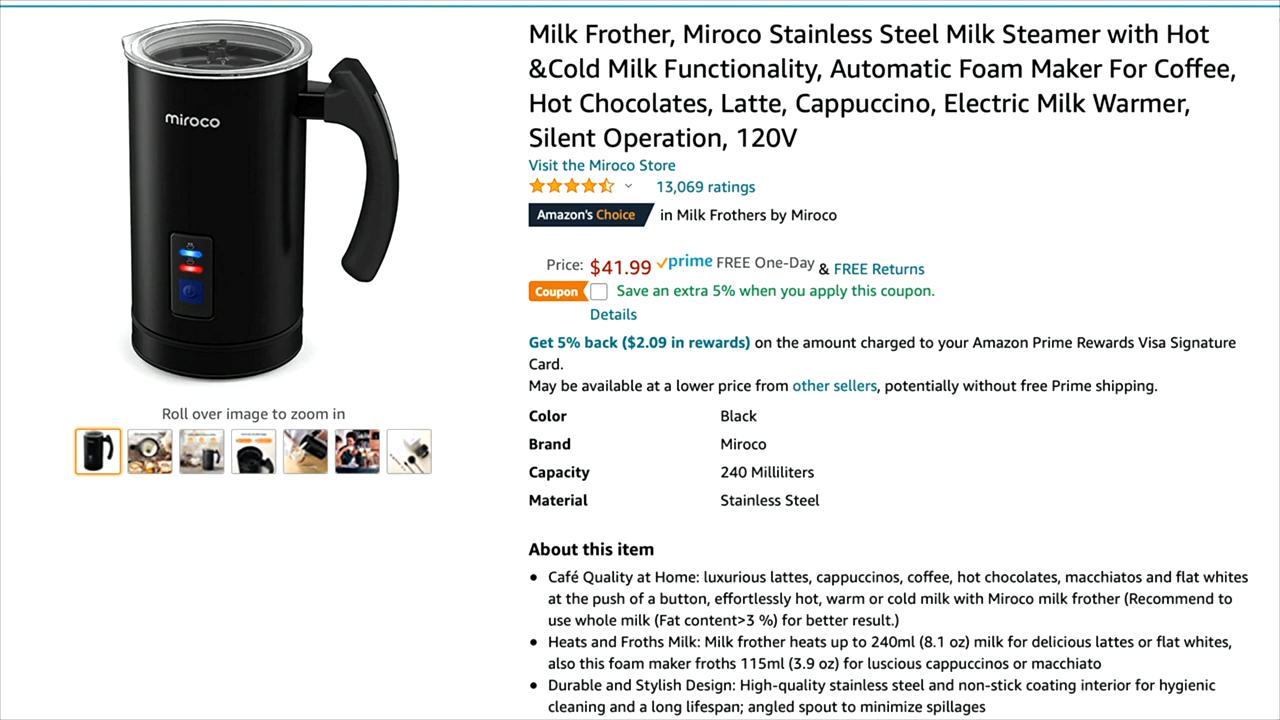 miroco
Roll over image to zoom in
Milk Frother, Miroco Stainless Steel Milk Steamer with Hot
&Cold Milk Functionality, Automatic Foam Maker For Coffee,
Hot Chocolates, Latte, Cappuccino, Electric Milk Warmer,
Silent Operation, 120V
Visit the Miroco Store
13,069 ratings
Amazon's Choice in Milk Frothers by Miroco
Price: $41.99 prime FREE One-Day & FREE Returns
Coupon Save an extra 5% when you apply this coupon.
Details
Get 5% back ($2.09 in rewards) on the amount charged to your Amazon Prime Rewards Visa Signature
Card.
May be available at a lower price from other sellers, potentially without free Prime shipping.
Color Black
Brand Miroco
Capacity 240 Milliliters
Material Stainless Steel
About this item
• Café Quality at Home: luxurious lattes, cappuccinos, coffee, hot chocolates, macchiatos and flat whites
at the push of a button, effortlessly hot, warm or cold milk with Miroco milk frother (Recommend to
use whole milk (Fat content>3 %) for better result.)
• Heats and Froths Milk: Milk frother heats up to 240ml (8.1 oz) milk for delicious lattes or flat whites,
also this foam maker froths 115ml (3.9 oz) for luscious cappuccinos or macchiato
• Durable and Stylish Design: High-quality stainless steel and non-stick coating interior for hygienic
cleaning and a long lifespan; angled spout to minimize spillages